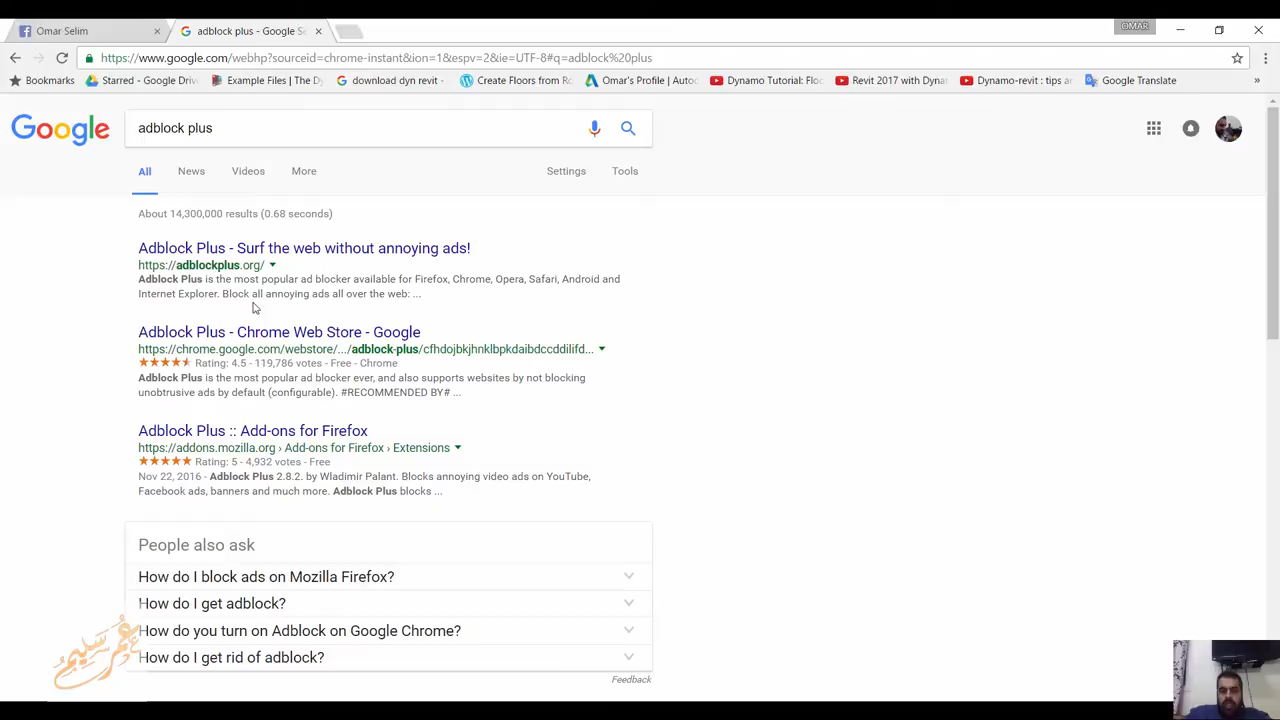 Omar Selim
adblock plus - Google Se
OMAR
https://www.google.com/webhp?sourceid=chrome-instant&ion=1&espv=2&ie=UTF-8#q=adblock%20plus
Bookmarks
Starred - Google Driv
Example Files | The Dy
download dyn revit -
Create Floors from Ro
Omar's Profile | Autod
Dynamo Tutorial: Floo
Revit 2017 with Dynam
Dynamo-revit : tips an
Google Translate
Google
adblock plus
All
News
Videos
More
Settings
Tools
About 14,300,000 results (0.68 seconds)
Adblock Plus - Surf the web without annoying ads!
https://adblockplus.org/
Adblock Plus is the most popular ad blocker available for Firefox, Chrome, Opera, Safari, Android and
Internet Explorer. Block all annoying ads all over the web: ...
Adblock Plus - Chrome Web Store - Google
https://chrome.google.com/webstore/.../adblock-plus/cfhdojbkjhnklbpkdaibdccddilifd...
Rating: 4.5 - 119,786 votes - Free - Chrome
Adblock Plus is the most popular ad blocker ever, and also supports websites by not blocking
unobtrusive ads by default (configurable). #RECOMMENDED BY# ...
Adblock Plus :: Add-ons for Firefox
https://addons.mozilla.org › Add-ons for Firefox › Extensions
Rating: 5 - 4,932 votes - Free
Nov 22, 2016 - Adblock Plus 2.8.2. by Wladimir Palant. Blocks annoying video ads on YouTube,
Facebook ads, banners and much more. Adblock Plus blocks ...
People also ask
How do I block ads on Mozilla Firefox?
How do I get adblock?
How do you turn on Adblock on Google Chrome?
How do I get rid of adblock?
Feedback
عُمر سَليم